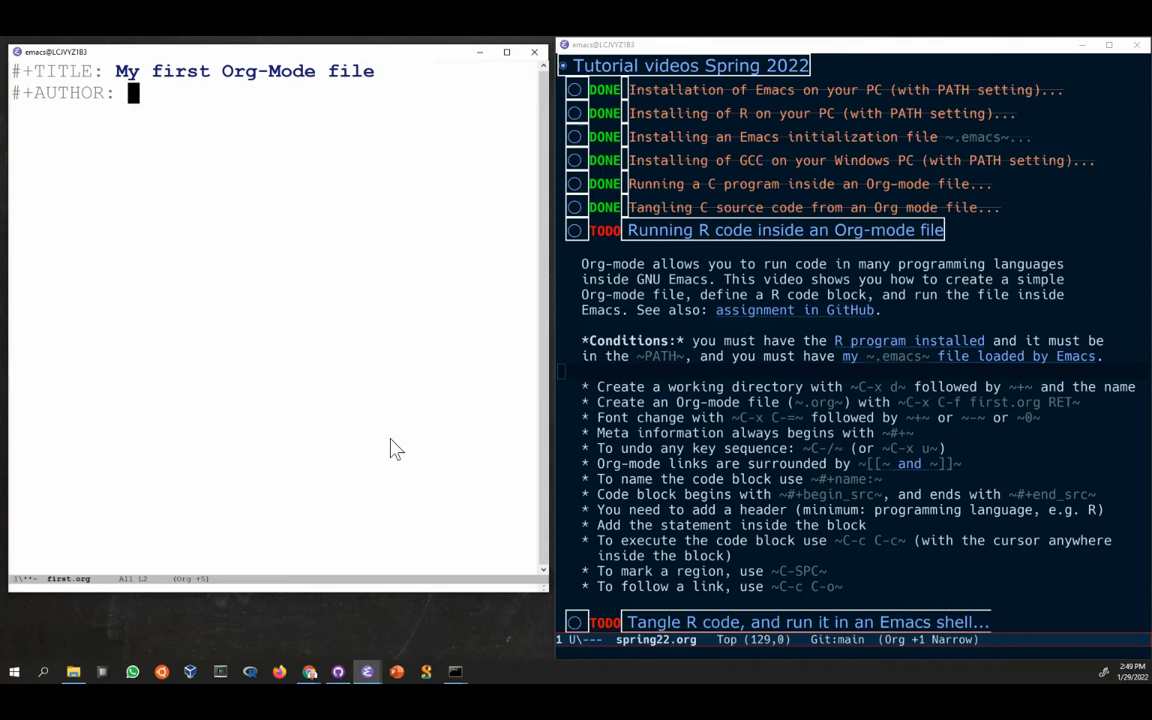 emacs@LCJVYZ1B3
#+TITLE: My first Org-Mode file
#+AUTHOR:
1\**- first.org All L2 (Org +5)
emacs@LCJVYZ1B3
Tutorial videos Spring 2022
DONE Installation of Emacs on your PC (with PATH setting)...
DONE Installing of R on your PC (with PATH setting)...
DONE Installing an Emacs initialization file ~.emacs~...
DONE Installing of GCC on your Windows PC (with PATH setting)...
DONE Running a C program inside an Org-mode file...
DONE Tangling C source code from an Org mode file...
TODO Running R code inside an Org-mode file
Org-mode allows you to run code in many programming languages
inside GNU Emacs. This video shows you how to create a simple
Org-mode file, define a R code block, and run the file inside
Emacs. See also: assignment in GitHub.
*Conditions:* you must have the R program installed and it must be
in the ~PATH~, and you must have my ~.emacs~ file loaded by Emacs.
* Create a working directory with ~C-x d~ followed by ~+~ and the name
* Create an Org-mode file (~.org~) with ~C-x C-f first.org RET~
* Font change with ~C-x C-=~ followed by ~+~ or ~-~ or ~0~
* Meta information always begins with ~#+~
* To undo any key sequence: ~C-/~ (or ~C-x u~)
* Org-mode links are surrounded by ~[[~ and ~]]~
* To name the code block use ~#+name:~
* Code block begins with ~#+begin_src~, and ends with ~#+end_src~
* You need to add a header (minimum: programming language, e.g. R)
* Add the statement inside the block
* To execute the code block use ~C-c C-c~ (with the cursor anywhere
inside the block)
* To mark a region, use ~C-SPC~
* To follow a link, use ~C-c C-o~
TODO Tangle R code, and run it in an Emacs shell...
1 U\--- spring22.org Top (129,0) Git:main (Org +1 Narrow)
2:49 PM
1/29/2022